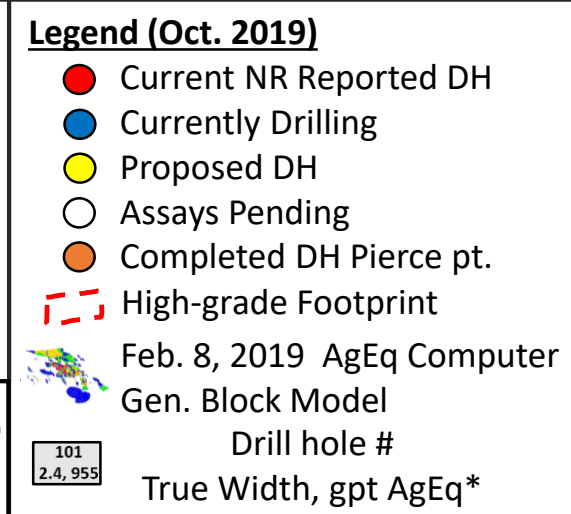 Legend (Oct. 2019)
Current NR Reported DH
Currently Drilling
Proposed DH
Assays Pending
Completed DH Pierce pt.
High-grade Footprint
Feb. 8, 2019 AgEq Computer
Gen. Block Model
101
2.4, 955
Drill hole #
True Width, gpt AgEq*